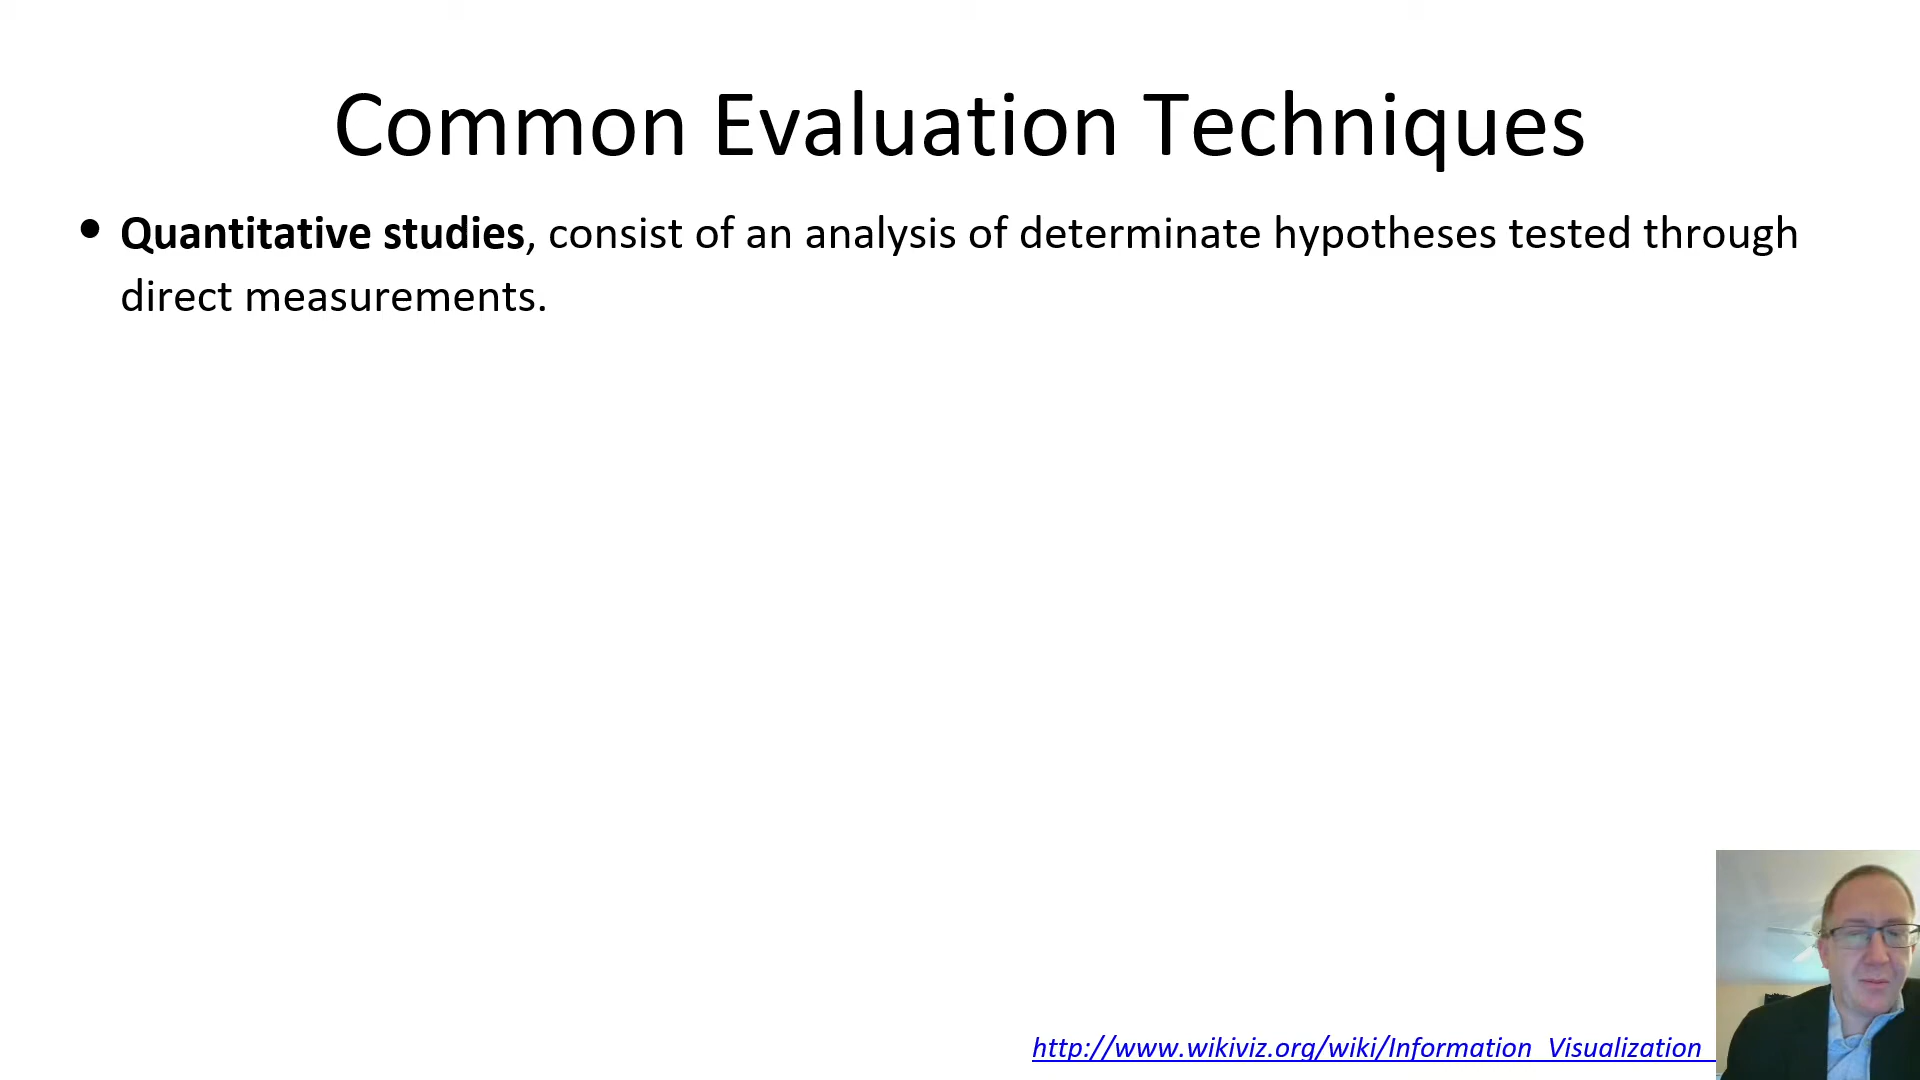 Common Evaluation Techniques
• Quantitative studies, consist of an analysis of determinate hypotheses tested through
direct measurements.
http://www.wikiviz.org/wiki/Information_Visualization_